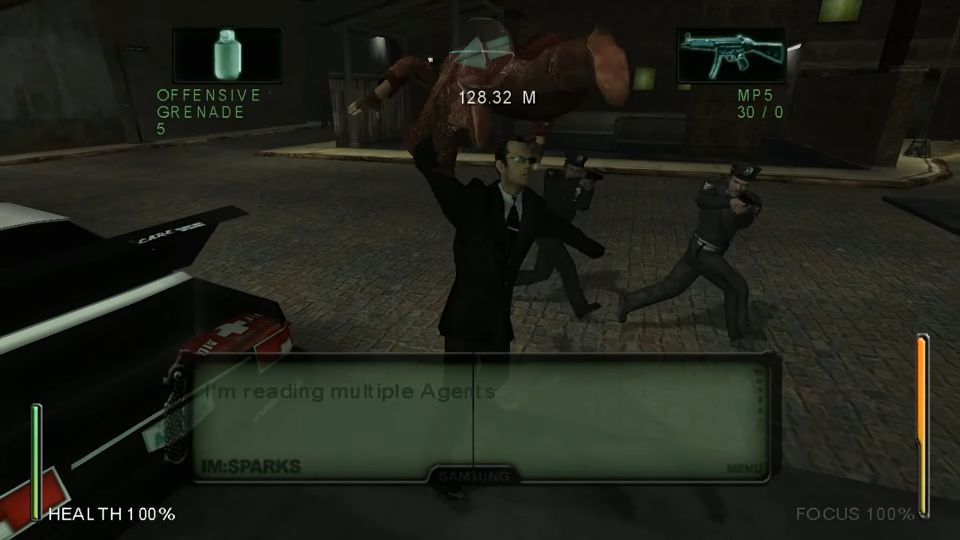 OFFENSIVE
GRENADE
5
128.32 M
MP5
30 / 0
I'm reading multiple Agents
IM:SPARKS
MENU
SAMSUNG
HEALTH 100%
FOCUS 100%